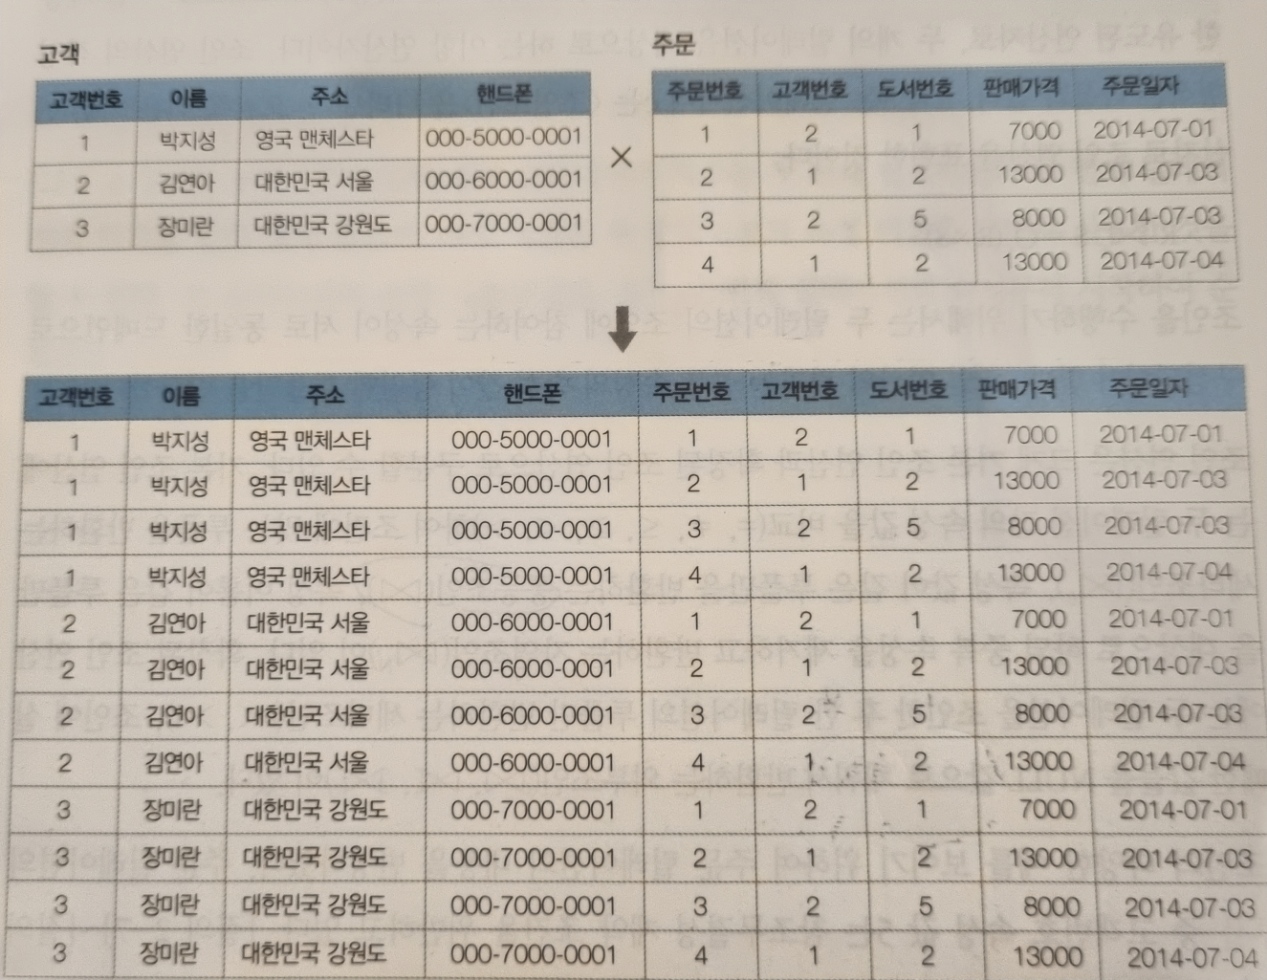 고객
고객번호 이름 주소 핸드폰
1 박지성 영국 맨체스타 000-5000-0001
2 김연아 대한민국 서울 000-6000-0001
3 장미란 대한민국 강원도 000-7000-0001
×
주문
주문번호 고객번호 도서번호 판매가격 주문일자
1 2 1 7000 2014-07-01
2 1 2 13000 2014-07-03
3 2 5 8000 2014-07-03
4 1 2 13000 2014-07-04
고객번호 이름 주소 핸드폰 주문번호 고객번호 도서번호 판매가격 주문일자
1 박지성 영국 맨체스타 000-5000-0001 1 2 1 7000 2014-07-01
1 박지성 영국 맨체스타 000-5000-0001 2 1 2 13000 2014-07-03
1 박지성 영국 맨체스타 000-5000-0001 3 2 5 8000 2014-07-03
1 박지성 영국 맨체스타 000-5000-0001 4 1 2 13000 2014-07-04
2 김연아 대한민국 서울 000-6000-0001 1 2 1 7000 2014-07-01
2 김연아 대한민국 서울 000-6000-0001 2 1 2 13000 2014-07-03
2 김연아 대한민국 서울 000-6000-0001 3 2 5 8000 2014-07-03
2 김연아 대한민국 서울 000-6000-0001 4 1 2 13000 2014-07-04
3 장미란 대한민국 강원도 000-7000-0001 1 2 1 7000 2014-07-01
3 장미란 대한민국 강원도 000-7000-0001 2 1 2 13000 2014-07-03
3 장미란 대한민국 강원도 000-7000-0001 3 2 5 8000 2014-07-03
3 장미란 대한민국 강원도 000-7000-0001 4 1 2 13000 2014-07-04